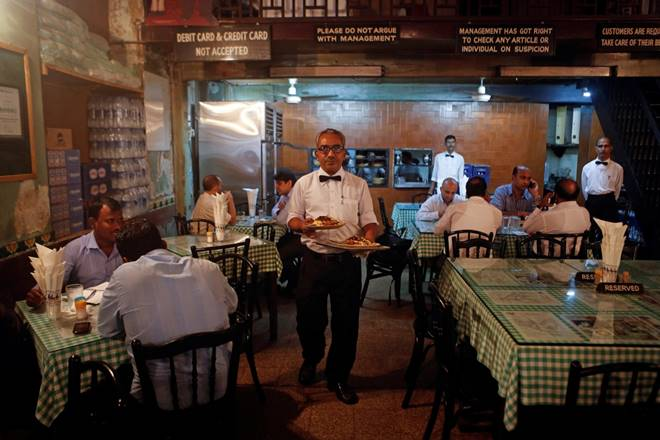 DEBIT CARD & CREDIT CARD
NOT ACCEPTED
PLEASE DO NOT ARGUE
WITH MANAGEMENT.
MANAGEMENT HAS GOT RIGHT
TO CHECK ANY ARTICLE OR
INDIVIDUAL ON SUSPICION
CUSTOMERS ARE
TAKE CARE OF THEIR
RESERVED
RESERVED